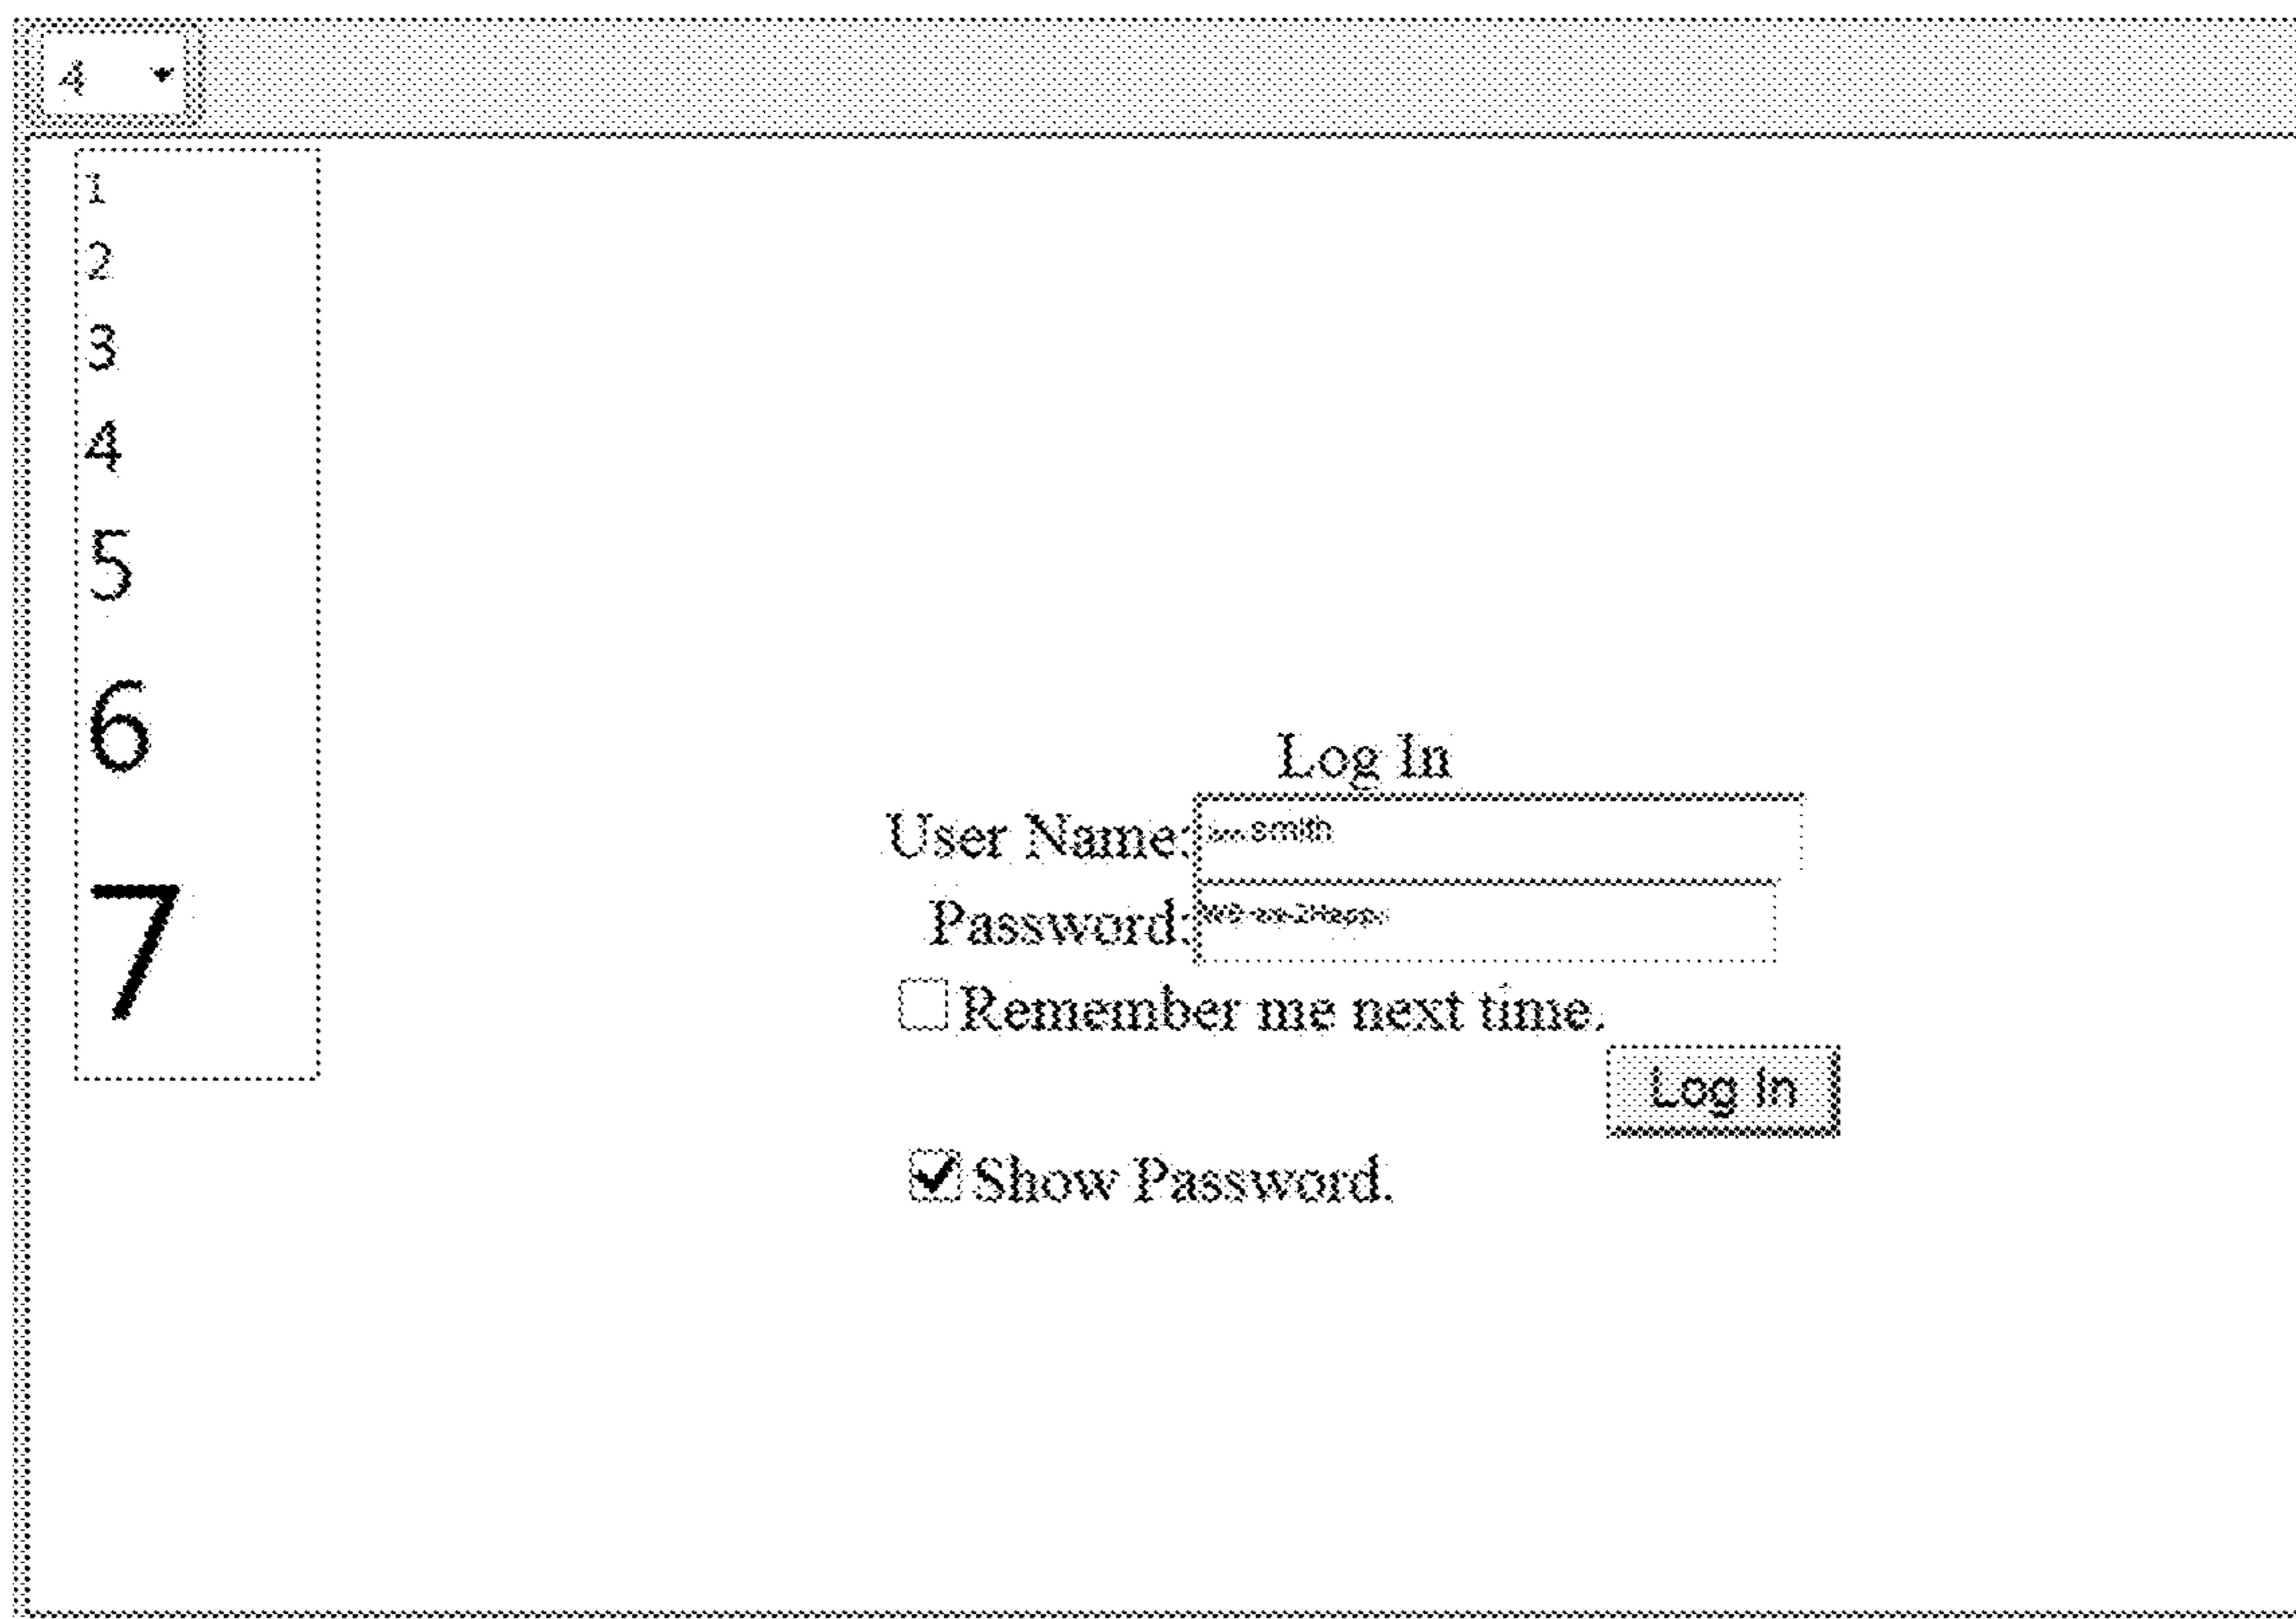 4
1
2
3
4
5
6
7
Log In
User Name: smith
Password:
Remember me next time.
Log In
Show Password.